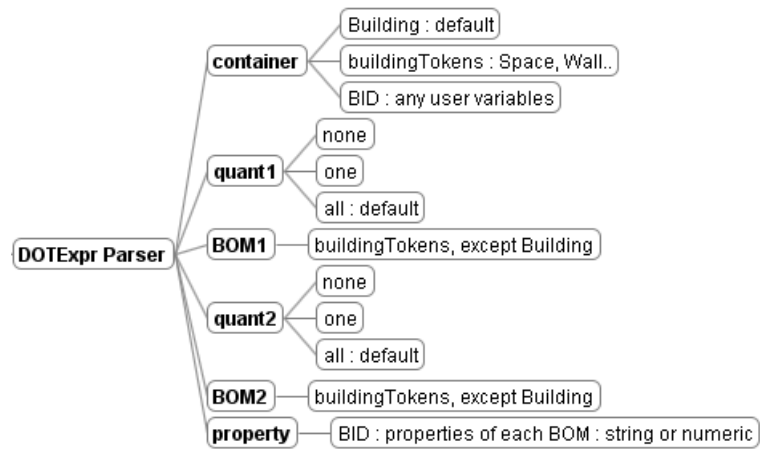 Building : default
container
buildingTokens : Space, Wall..
BID : any user variables
none
quant1
one
all : default
BOM1
buildingTokens, except Building
DOTExpr Parser
none
quant2
one
all : default
BOM2
buildingTokens, except Building
property
BID : properties of each BOM : string or numeric